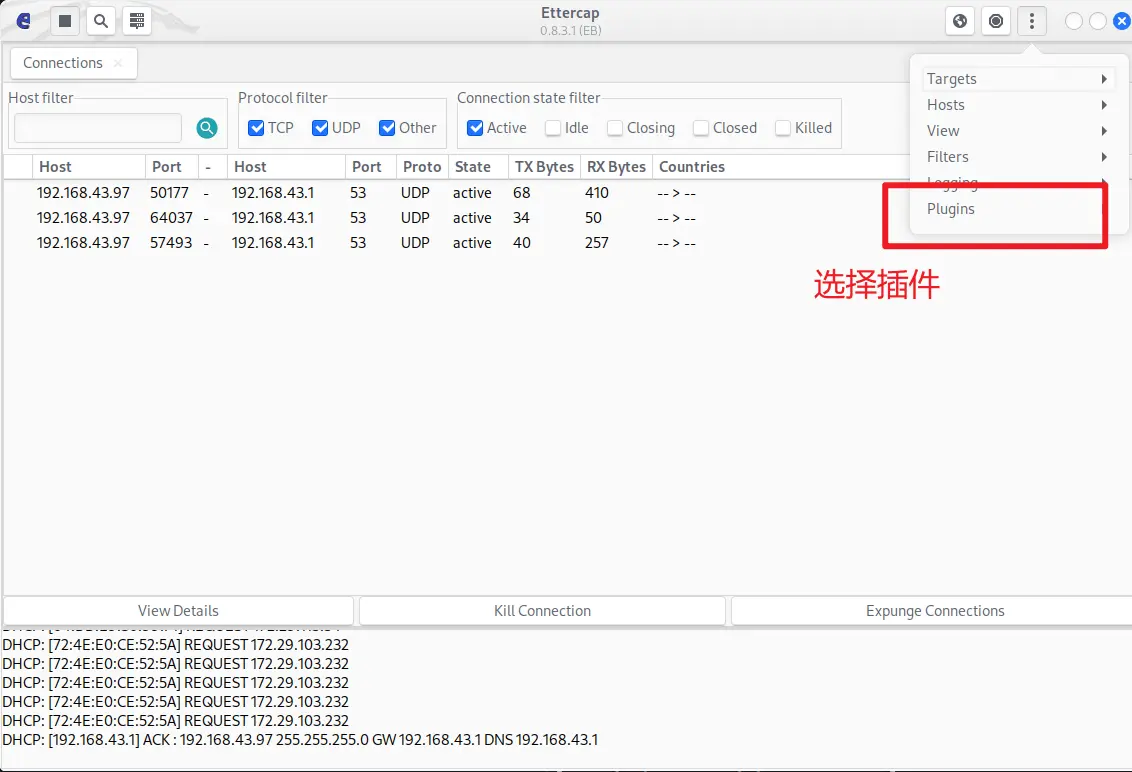 Ettercap
0.8.3.1 (EB)
Connections ×
Targets
Hosts
View
Filters
Logging
Plugins
Host filter
Protocol filter
TCP UDP Other
Connection state filter
Active Idle Closing Closed Killed
Host Port - Host Port Proto State TX Bytes RX Bytes Countries
192.168.43.97 50177 - 192.168.43.1 53 UDP active 68 410 -- > --
192.168.43.97 64037 - 192.168.43.1 53 UDP active 34 50 -- > --
192.168.43.97 57493 - 192.168.43.1 53 UDP active 40 257 -- > --
选择插件
View Details Kill Connection Expunge Connections
DHCP: [72:4E:E0:CE:52:5A] REQUEST 172.29.103.232
DHCP: [72:4E:E0:CE:52:5A] REQUEST 172.29.103.232
DHCP: [72:4E:E0:CE:52:5A] REQUEST 172.29.103.232
DHCP: [72:4E:E0:CE:52:5A] REQUEST 172.29.103.232
DHCP: [72:4E:E0:CE:52:5A] REQUEST 172.29.103.232
DHCP: [192.168.43.1] ACK : 192.168.43.97 255.255.255.0 GW 192.168.43.1 DNS 192.168.43.1